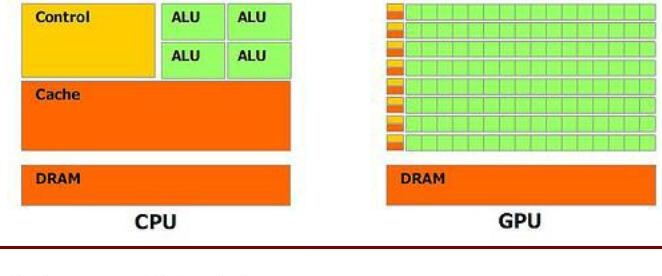 Control
ALU ALU
ALU ALU
Cache
DRAM
CPU
DRAM
GPU